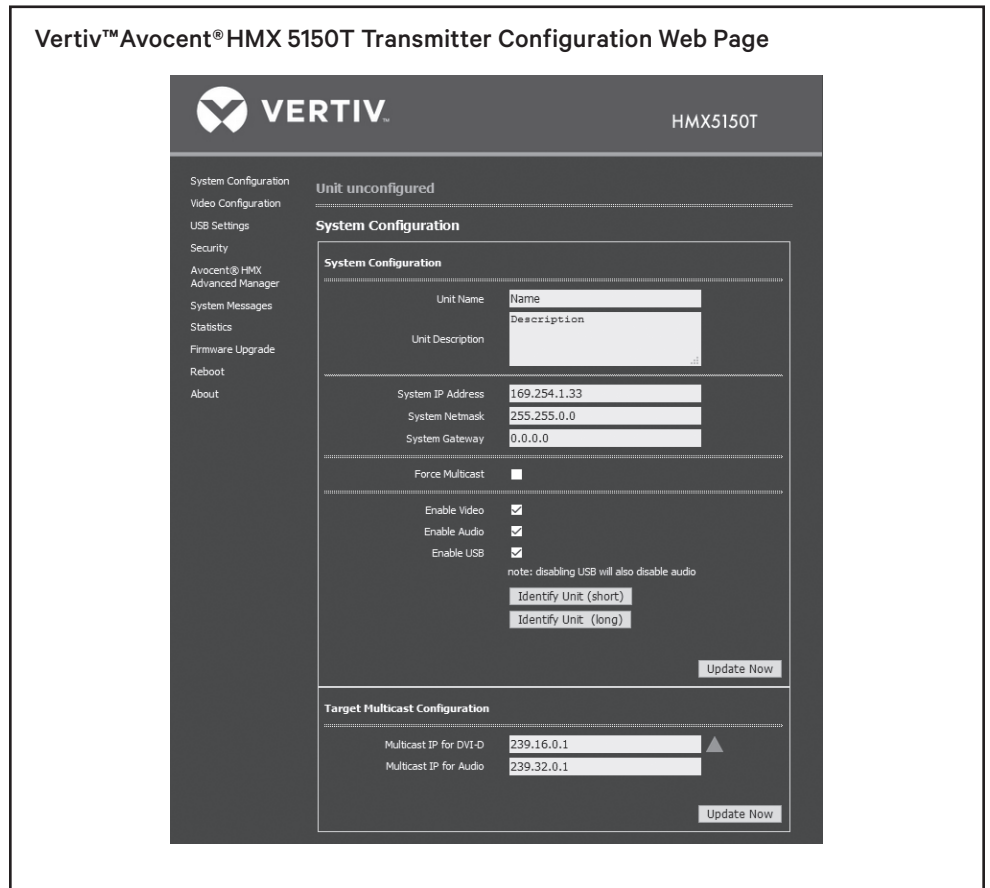 Vertiv™ Avocent® HMX 5150T Transmitter Configuration Web Page
VERTIV™
HMX5150T
System Configuration
Video Configuration
USB Settings
Security
Avocent® HMX
Advanced Manager
System Messages
Statistics
Firmware Upgrade
Reboot
About
Unit unconfigured
System Configuration
System Configuration
Unit Name Name
Unit Description Description
System IP Address 169.254.1.33
System Netmask 255.255.0.0
System Gateway 0.0.0.0
Force Multicast
Enable Video
Enable Audio
Enable USB
note: disabling USB will also disable audio
Identify Unit (short)
Identify Unit (long)
Update Now
Target Multicast Configuration
Multicast IP for DVI-D 239.16.0.1
Multicast IP for Audio 239.32.0.1
Update Now